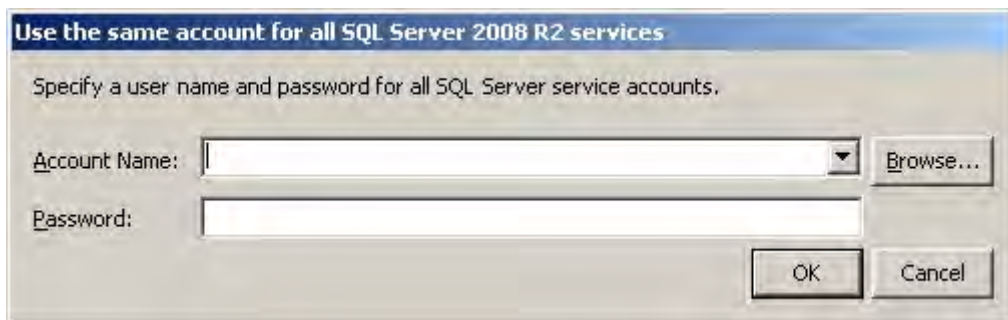 Use the same account for all SQL Server 2008 R2 services
Specify a user name and password for all SQL Server service accounts.
Account Name:
Browse...
Password:
OK
Cancel